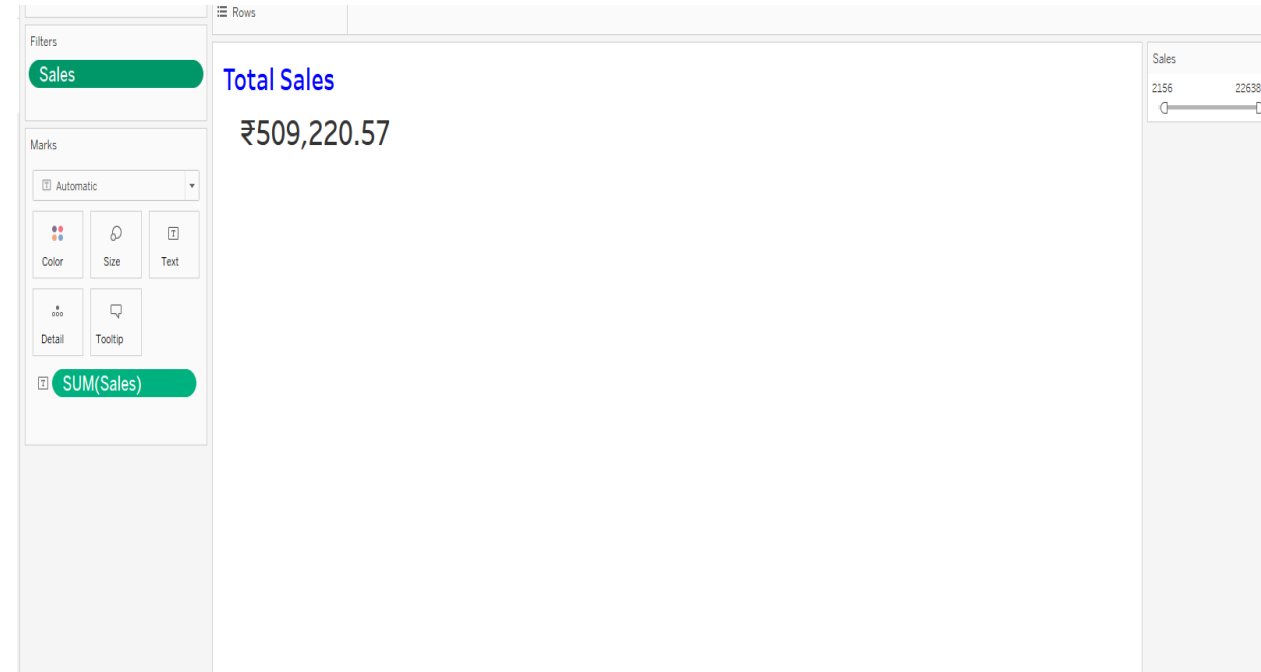 Rows
Filters
Sales
Marks
Automatic
Color
Size
Text
Detail
Tooltip
SUM(Sales)
Total Sales
₹509,220.57
Sales
2156
22638